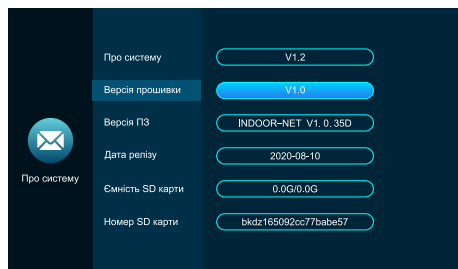 Про систему V1.2
Версія прошивки V1.0
Версія ПЗ INDOOR–NET V1. 0. 35D
Дата релізу 2020-08-10
Про систему
Ємність SD карти 0.0G/0.0G
Номер SD карти bkdz165092cc77babe57